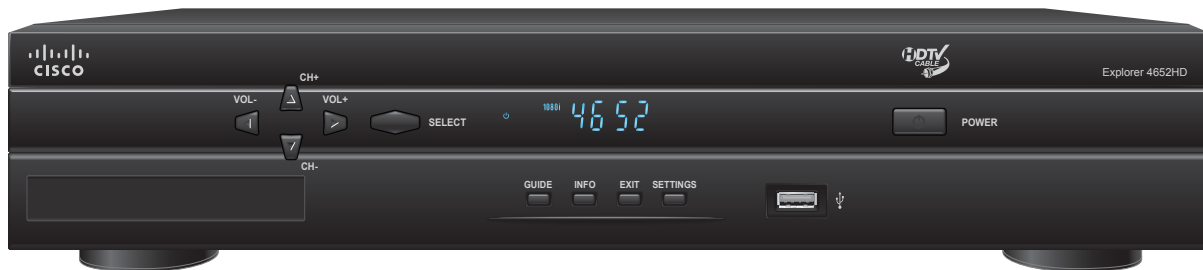 CISCO
HDTV
CABLE
Explorer 4652HD
CH+
VOL-
VOL+
SELECT
1080i
4652
POWER
CH-
GUIDE
INFO
EXIT
SETTINGS